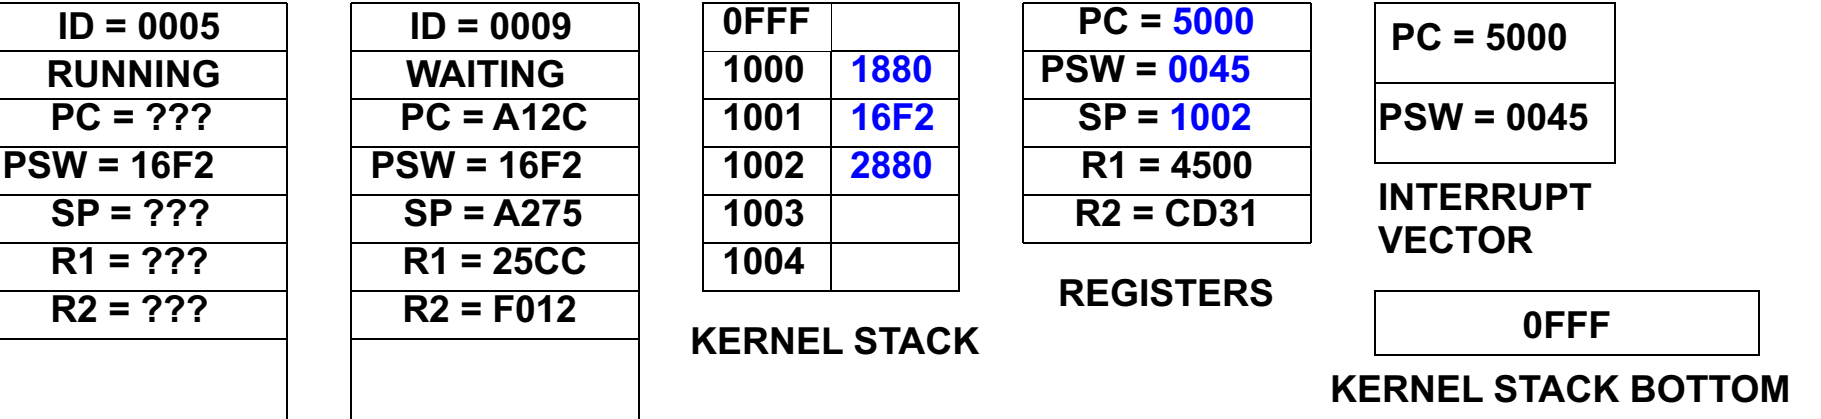 ID = 0005
RUNNING
PC = ???
PSW = 16F2
SP = ???
R1 = ???
R2 = ???
ID = 0009
WAITING
PC = A12C
PSW = 16F2
SP = A275
R1 = 25CC
R2 = F012
0FFF
1000 1880
1001 16F2
1002 2880
1003
1004
KERNEL STACK
PC = 5000
PSW = 0045
SP = 1002
R1 = 4500
R2 = CD31
REGISTERS
PC = 5000
PSW = 0045
INTERRUPT
VECTOR
0FFF
KERNEL STACK BOTTOM